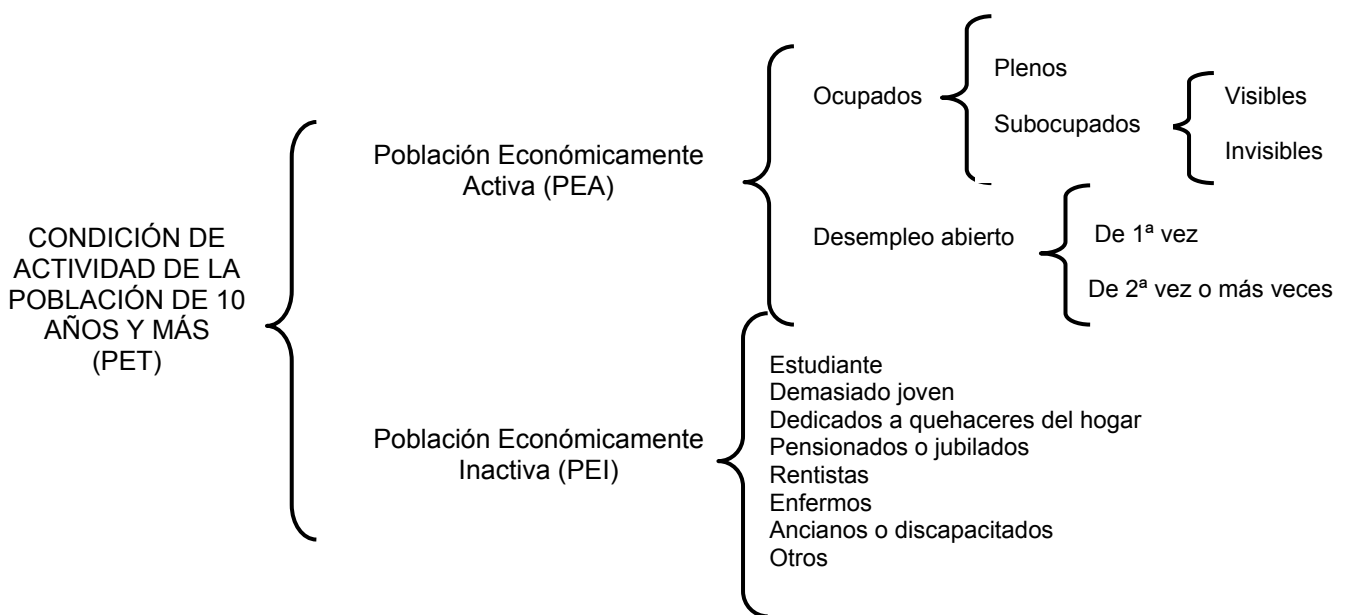 CONDICIÓN DE
ACTIVIDAD DE LA
POBLACIÓN DE 10
AÑOS Y MÁS
(PET)
Población Económicamente
Activa (PEA)
Ocupados
Plenos
Subocupados
Visibles
Invisibles
Desempleo abierto
De 1ª vez
De 2ª vez o más veces
Población Económicamente
Inactiva (PEI)
Estudiante
Demasiado joven
Dedicados a quehaceres del hogar
Pensionados o jubilados
Rentistas
Enfermos
Ancianos o discapacitados
Otros